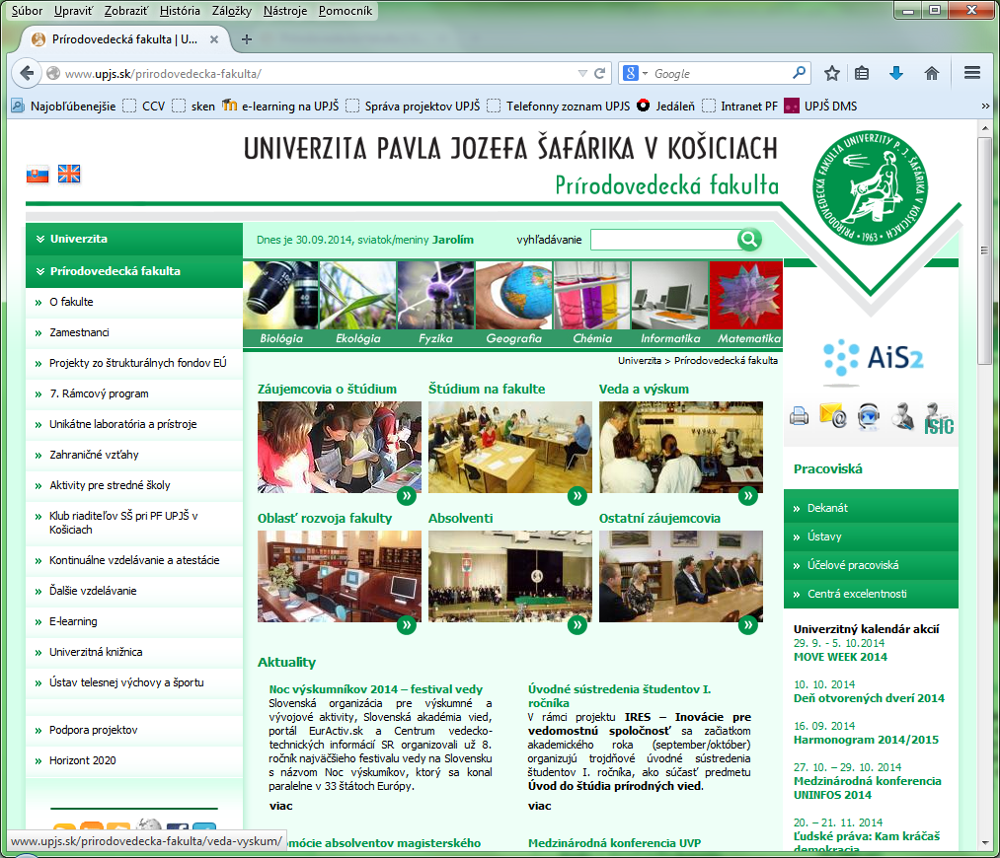 Súbor Upraviť Zobraziť História Záložky Nástroje Pomocník
Prírodovedecká fakulta | U...
www.upjs.sk/prirodovedecka-fakulta/
Google
Najobľúbenejšie CCV sken e-learning na UPJŠ Správa projektov UPJŠ Telefonny zoznam UPJS Jedáleň Intranet PF UPJŠ DMS
UNIVERZITA PAVLA JOZEFA ŠAFÁRIKA V KOŠICIACH
Prírodovedecká fakulta
PRÍRODOVEDECKÁ FAKULTA UNIVERZITY P. J. ŠAFÁRIKA V KOŠICIACH
1963
Univerzita
Prírodovedecká fakulta
O fakulte
Zamestnanci
Projekty zo štrukturálnych fondov EÚ
7. Rámcový program
Unikátne laboratória a prístroje
Zahraničné vzťahy
Aktivity pre stredné školy
Klub riaditeľov SŠ pri PF UPJŠ v
Košiciach
Kontinuálne vzdelávanie a atestácie
Ďalšie vzdelávanie
E-learning
Univerzitná knižnica
Ústav telesnej výchovy a športu
Podpora projektov
Horizont 2020
Dnes je 30.09.2014, sviatok/meniny Jarolím
vyhľadávanie
Biológia Ekológia Fyzika Geografia Chémia Informatika Matematika
Univerzita > Prírodovedecká fakulta
Záujemcovia o štúdium
Štúdium na fakulte
Veda a výskum
Oblasť rozvoja fakulty
Absolventi
Ostatní záujemcovia
Aktuality
Noc výskumníkov 2014 – festival vedy
Slovenská organizácia pre výskumné a
vývojové aktivity, Slovenská akadémia vied,
portál EurActiv.sk a Centrum vedecko-
technických informácií SR organizovali už 8.
ročník najväčšieho festivalu vedy na Slovensku
s názvom Noc výskumíkov, ktorý sa konal
paralelne v 33 štátoch Európy.
viac
Úvodné sústredenia študentov I.
ročníka
V rámci projektu IRES – Inovácie pre
vedomostnú spoločnosť sa začiatkom
akademického roka (september/október)
organizujú trojdňové úvodné sústredenia
študentov I. ročníka, ako súčasť predmetu
Úvod do štúdia prírodných vied.
viac
omócie absolventov magisterského
Medzinárodná konferencia UVP
AiS2
ISIC
Pracoviská
Dekanát
Ústavy
Účelové pracoviská
Centrá excelentnosti
Univerzitný kalendár akcií
29. 9. - 5. 10.2014
MOVE WEEK 2014
10. 10. 2014
Deň otvorených dverí 2014
16. 09. 2014
Harmonogram 2014/2015
27. 10. – 29. 10. 2014
Medzinárodná konferencia
UNINFOS 2014
20. – 21. 11. 2014
Ľudské práva: Kam kráčaš
demokracia
www.upjs.sk/prirodovedecka-fakulta/veda-vyskum/